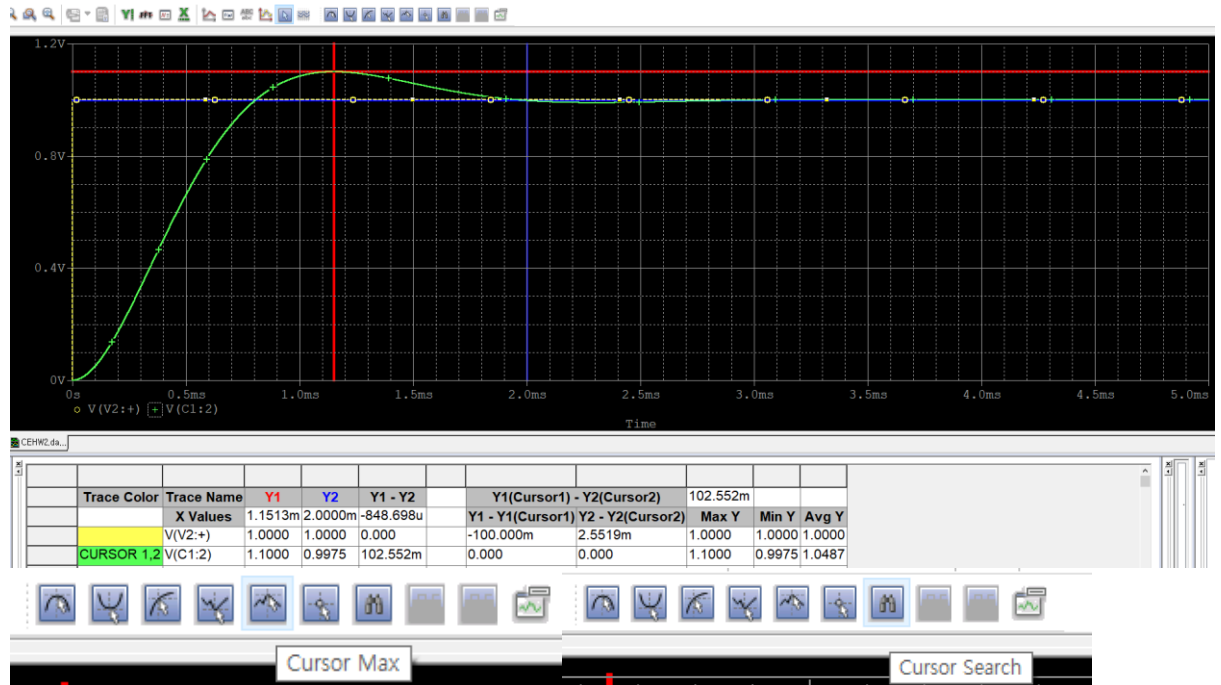 1.2V
0.8V
0.4V
0V
0s 0.5ms 1.0ms 1.5ms 2.0ms 2.5ms 3.0ms 3.5ms 4.0ms 4.5ms 5.0ms
V(V2:+) V(C1:2)
Time
CEHW2.da...
Trace Color Trace Name Y1 Y2 Y1 - Y2 Y1(Cursor1) - Y2(Cursor2) 102.552m
X Values 1.1513m 2.0000m -848.698u Y1 - Y1(Cursor1) Y2 - Y2(Cursor2) Max Y Min Y Avg Y
V(V2:+) 1.0000 1.0000 0.000 -100.000m 2.5519m 1.0000 1.0000 1.0000
CURSOR 1,2 V(C1:2) 1.1000 0.9975 102.552m 0.000 0.000 1.1000 0.9975 1.0487
Cursor Max
Cursor Search